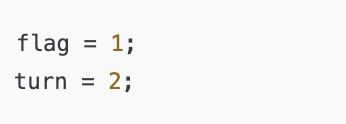 flag = 1;
turn = 2;